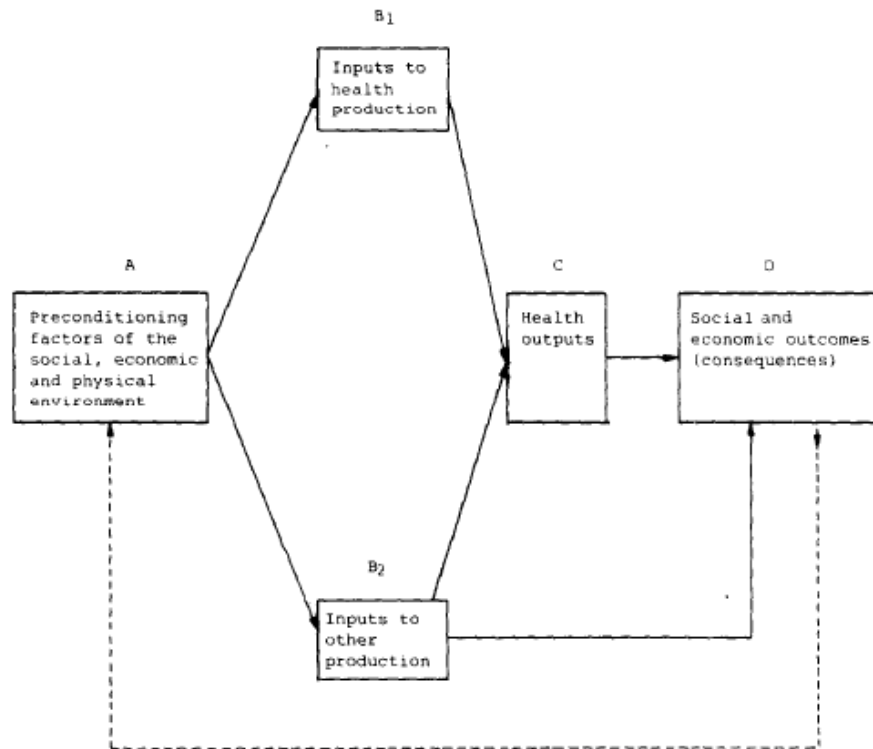 B1
Inputs to
health
production
A
Preconditioning
factors of the
social, economic
and physical
environment
C
Health
outputs
D
Social and
economic outcomes
(consequences)
B2
Inputs to
other
production